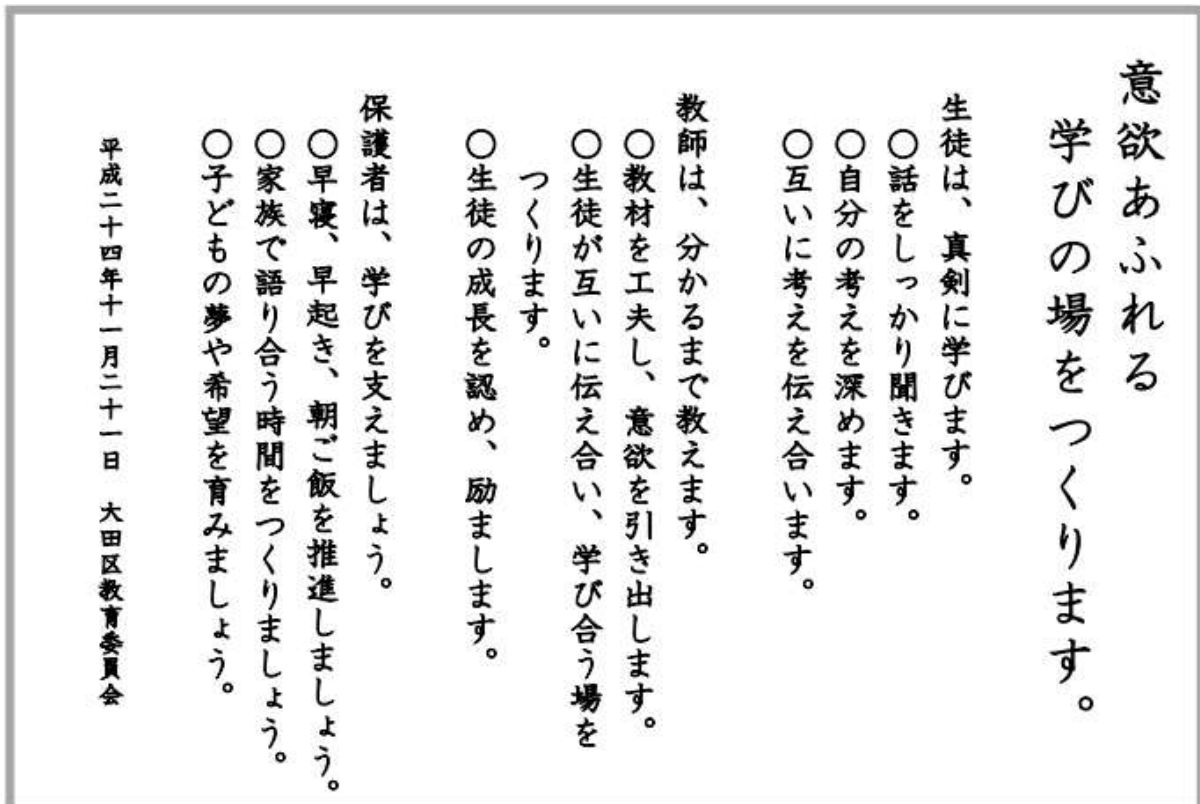 意欲あふれる
学びの場をつくります。
生徒は、真剣に学びます。
○話をしっかり聞きます。
○自分の考えを深めます。
○互いに考えを伝え合います。
教師は、分かるまで教えます。
○教材を工夫し、意欲を引き出します。
○生徒が互いに伝え合い、学び合う場を
つくります。
○生徒の成長を認め、励まします。
保護者は、学びを支えましょう。
○早寝、早起き、朝ご飯を推進しましょう。
○家族で語り合う時間をつくりましょう。
○子どもの夢や希望を育みましょう。
平成二十四年十一月二十一日　大田区教育委員会